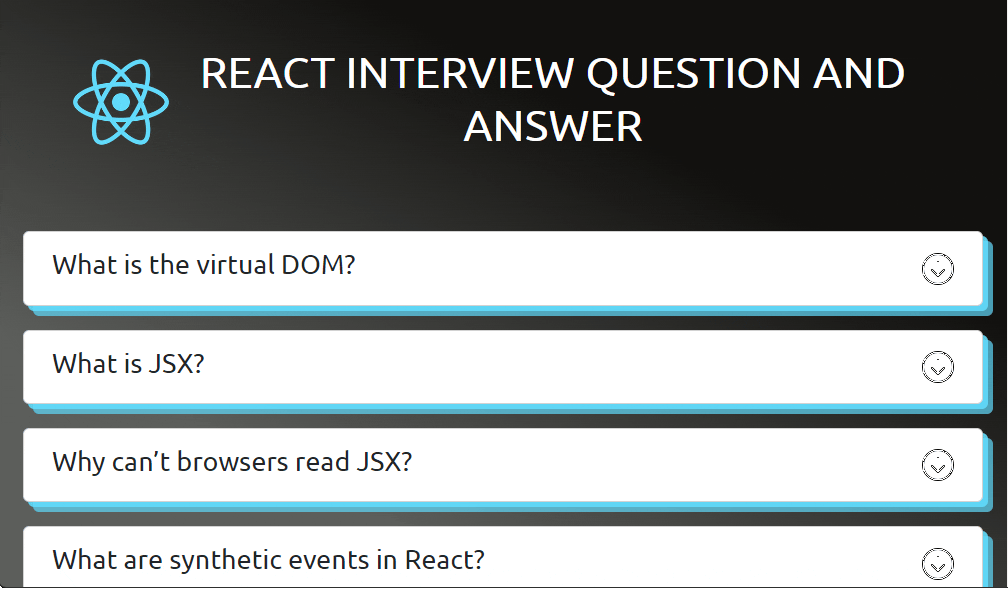 REACT INTERVIEW QUESTION AND
ANSWER
What is the virtual DOM?
What is JSX?
Why can’t browsers read JSX?
What are synthetic events in React?